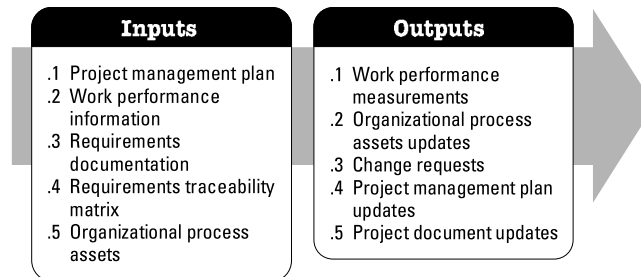 Inputs
.1 Project management plan
.2 Work performance
information
.3 Requirements
documentation
.4 Requirements traceability
matrix
.5 Organizational process
assets
Outputs
.1 Work performance
measurements
.2 Organizational process
assets updates
.3 Change requests
.4 Project management plan
updates
.5 Project document updates